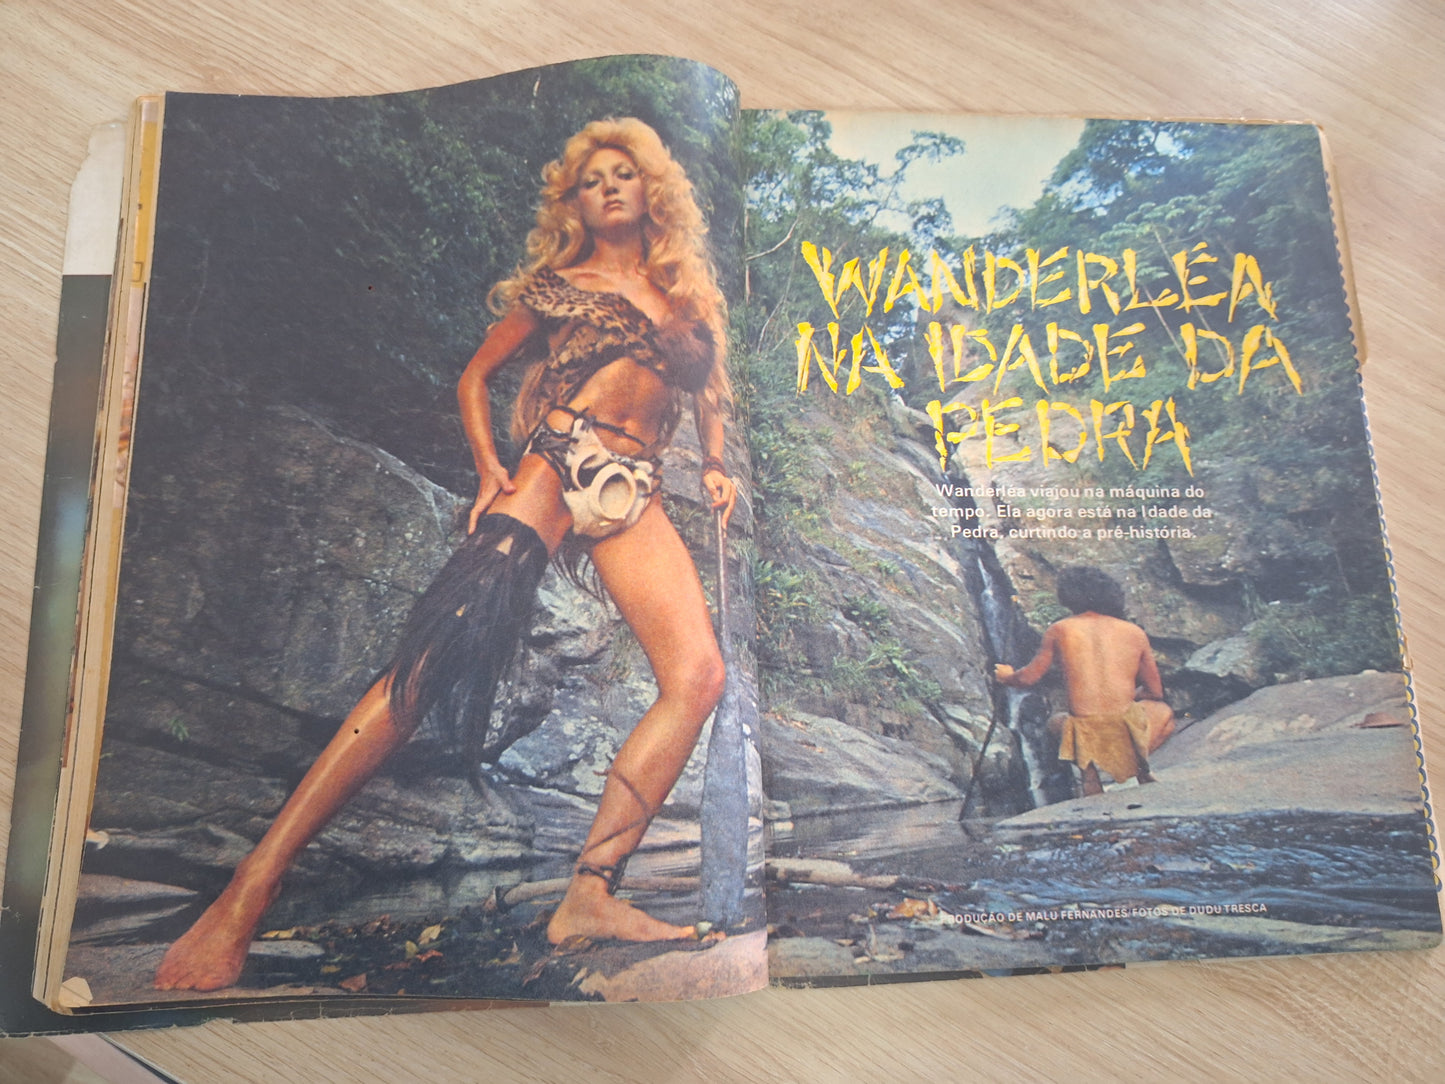 WANDERLÉA
NA IDADE DA
PEDRA
Wanderléa viajou na máquina do
tempo. Ela agora está na Idade da
Pedra, curtindo a pré-história.
PRODUÇÃO DE MALU FERNANDES/FOTOS DE DUDU TRESCA